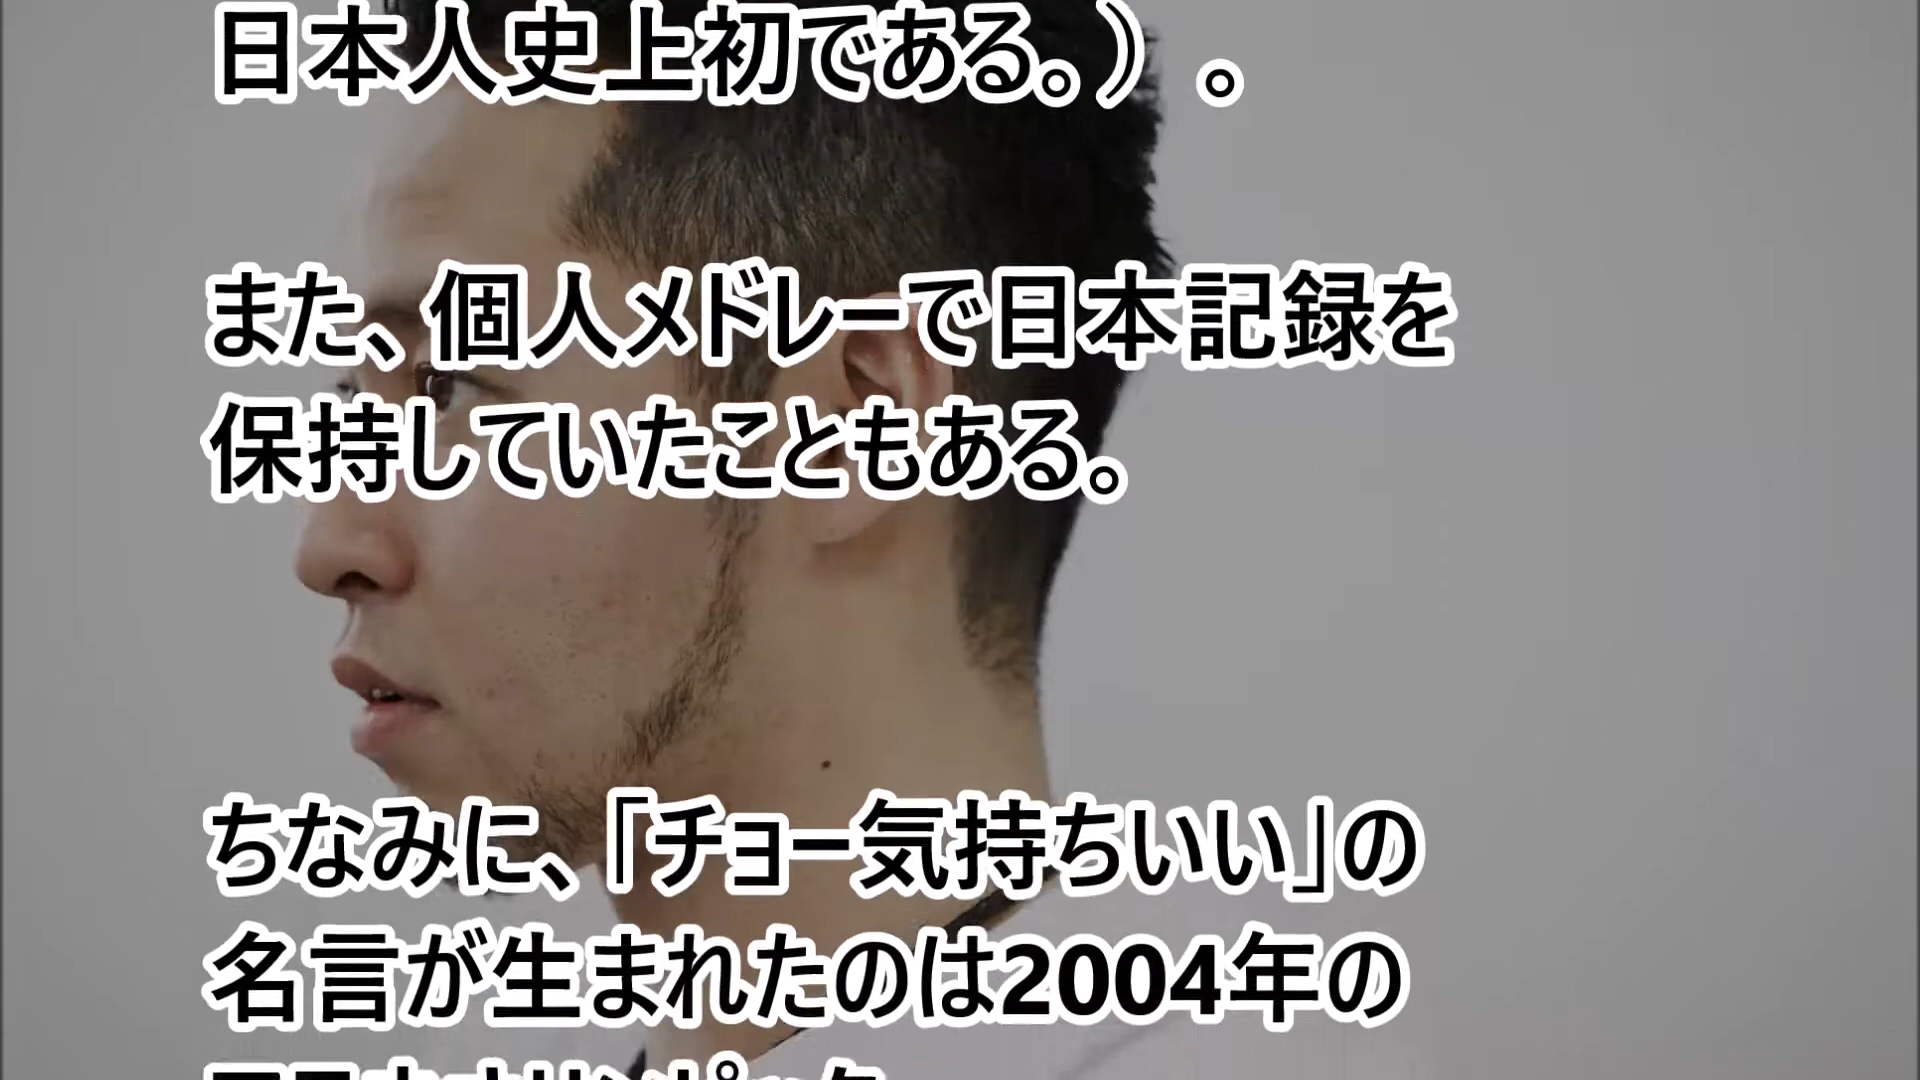 日本人史上初である。）。
また、個人メドレーで日本記録を
保持していたこともある。
ちなみに、「チョー気持ちいい」の
名言が生まれたのは2004年の